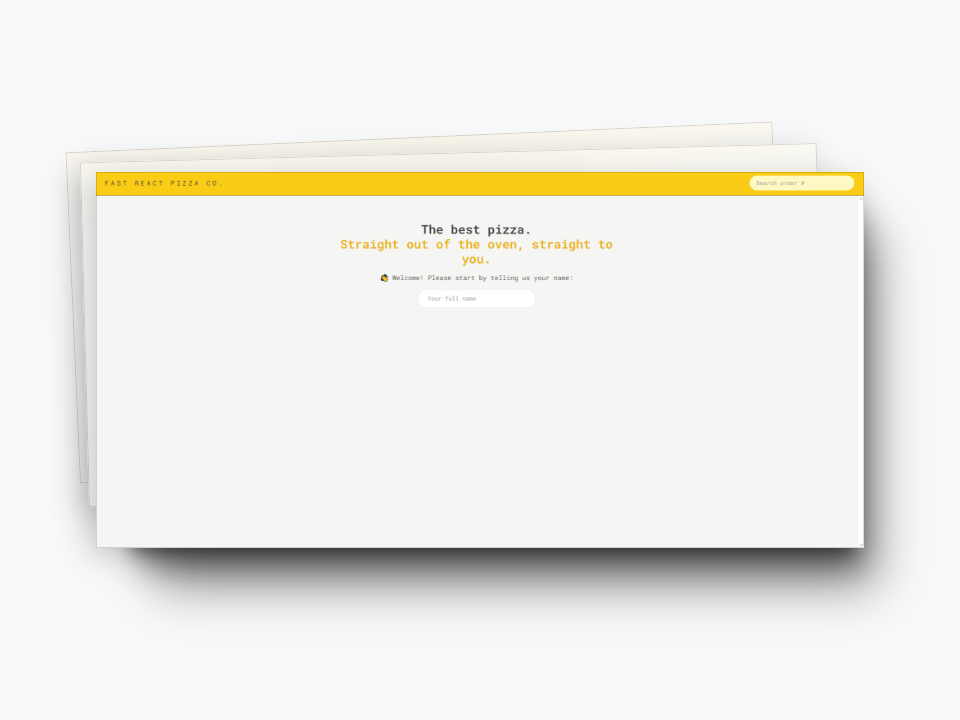 FAST REACT PIZZA CO.
Search order #
The best pizza.
Straight out of the oven, straight to
you.
👋 Welcome! Please start by telling us your name:
Your full name